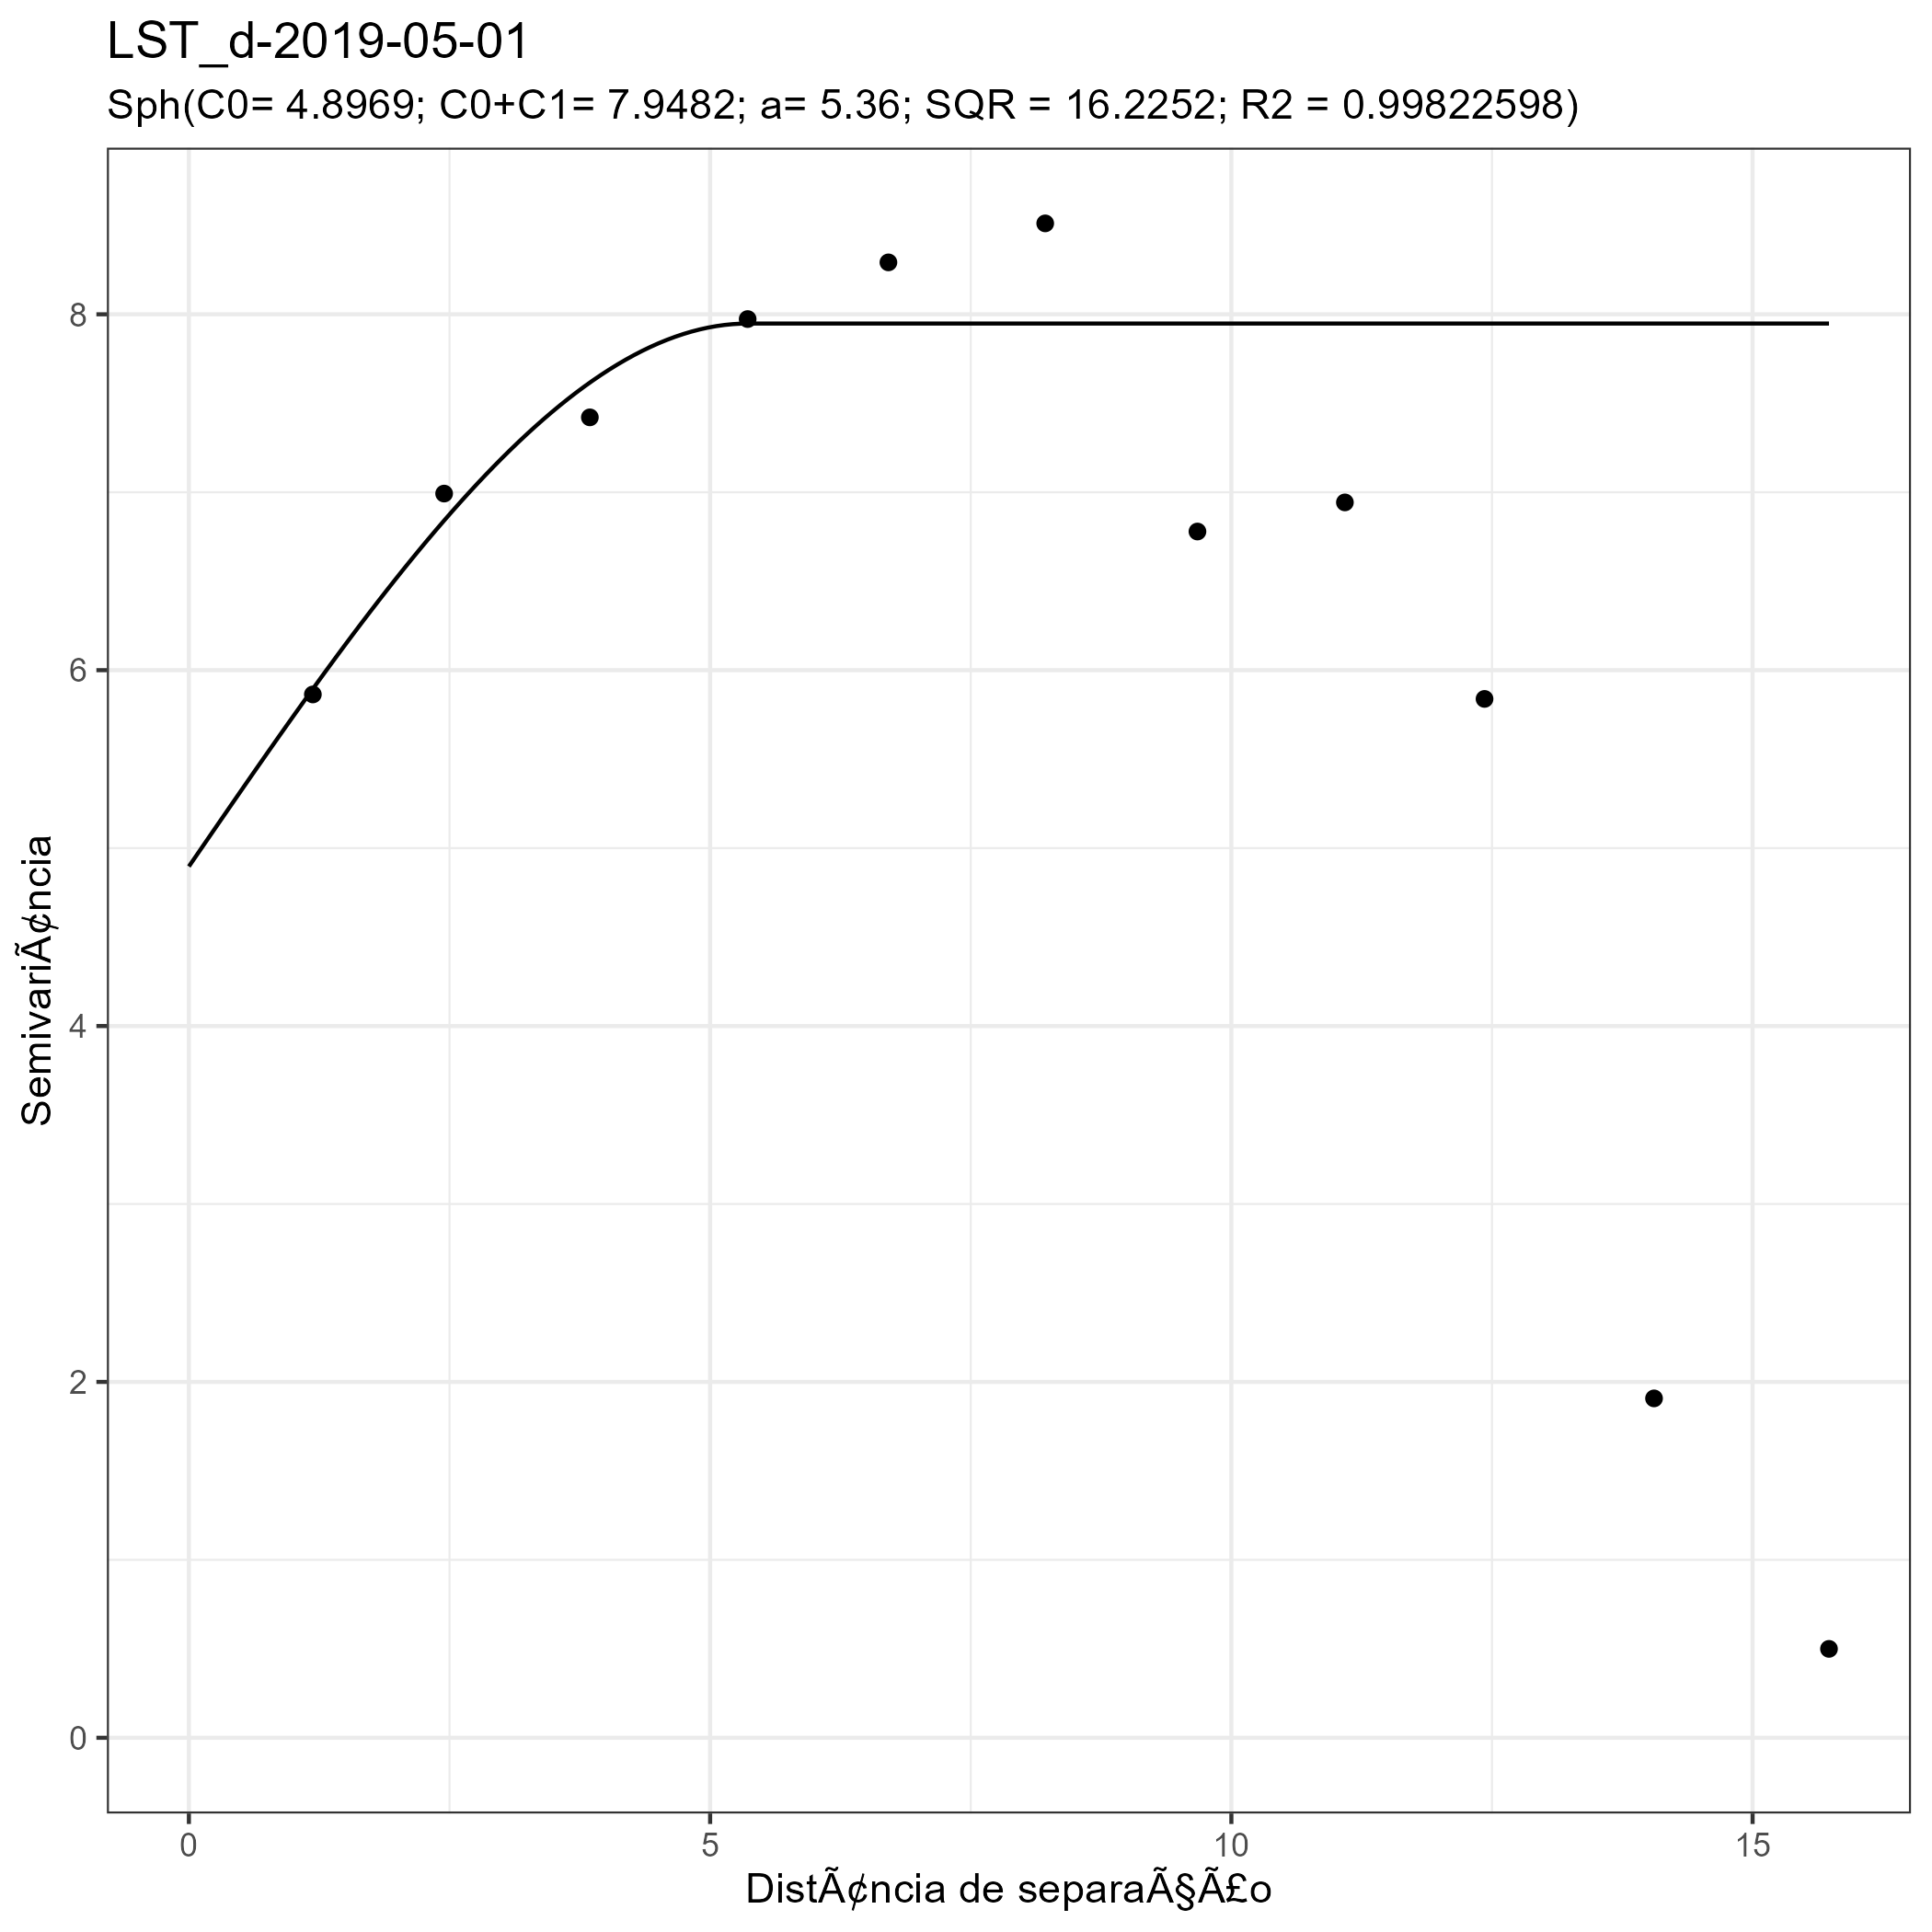 LST_d-2019-05-01
Sph(C0= 4.8969; C0+C1= 7.9482; a= 5.36; SQR = 16.2252; R2 = 0.99822598)
8
6
4
2
0
SemivariÃ¢ncia
0 5 10 15
DistÃ¢ncia de separaÃ§Ã£o